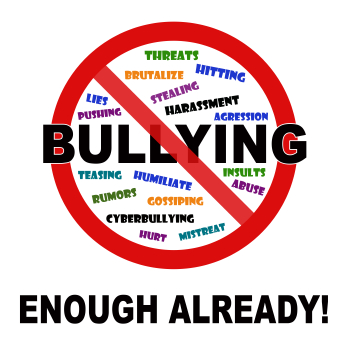 THREATS
BRUTALIZE
HITTING
STEALING
LIES
HARASSMENT
PUSHING
AGRESSION
BULLYING
TEASING
HUMILIATE
INSULTS
ABUSE
RUMORS
GOSSIPING
CYBERBULLYING
HURT
MISTREAT
ENOUGH ALREADY!